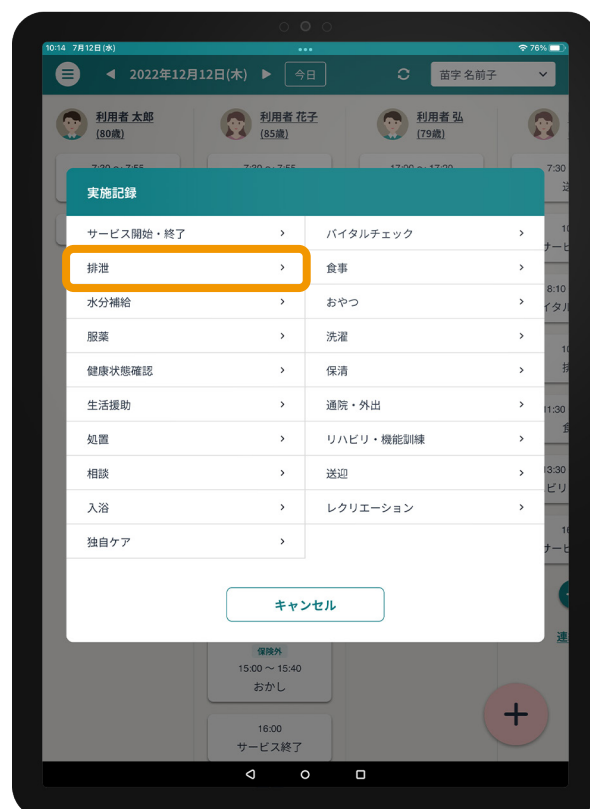 10:14 7月12日(水)
76%
2022年12月12日(木)
今日
苗字 名前子
利用者 太郎
(80歳)
利用者 花子
(85歳)
利用者 弘
(79歳)
7:30
実施記録
サービス開始・終了
バイタルチェック
排泄
食事
水分補給
おやつ
服薬
洗濯
健康状態確認
保清
生活援助
通院・外出
処置
リハビリ・機能訓練
相談
送迎
入浴
レクリエーション
独自ケア
キャンセル
8:10
11:30
保険外
15:00 ～ 15:40
おかし
16:00
サービス終了